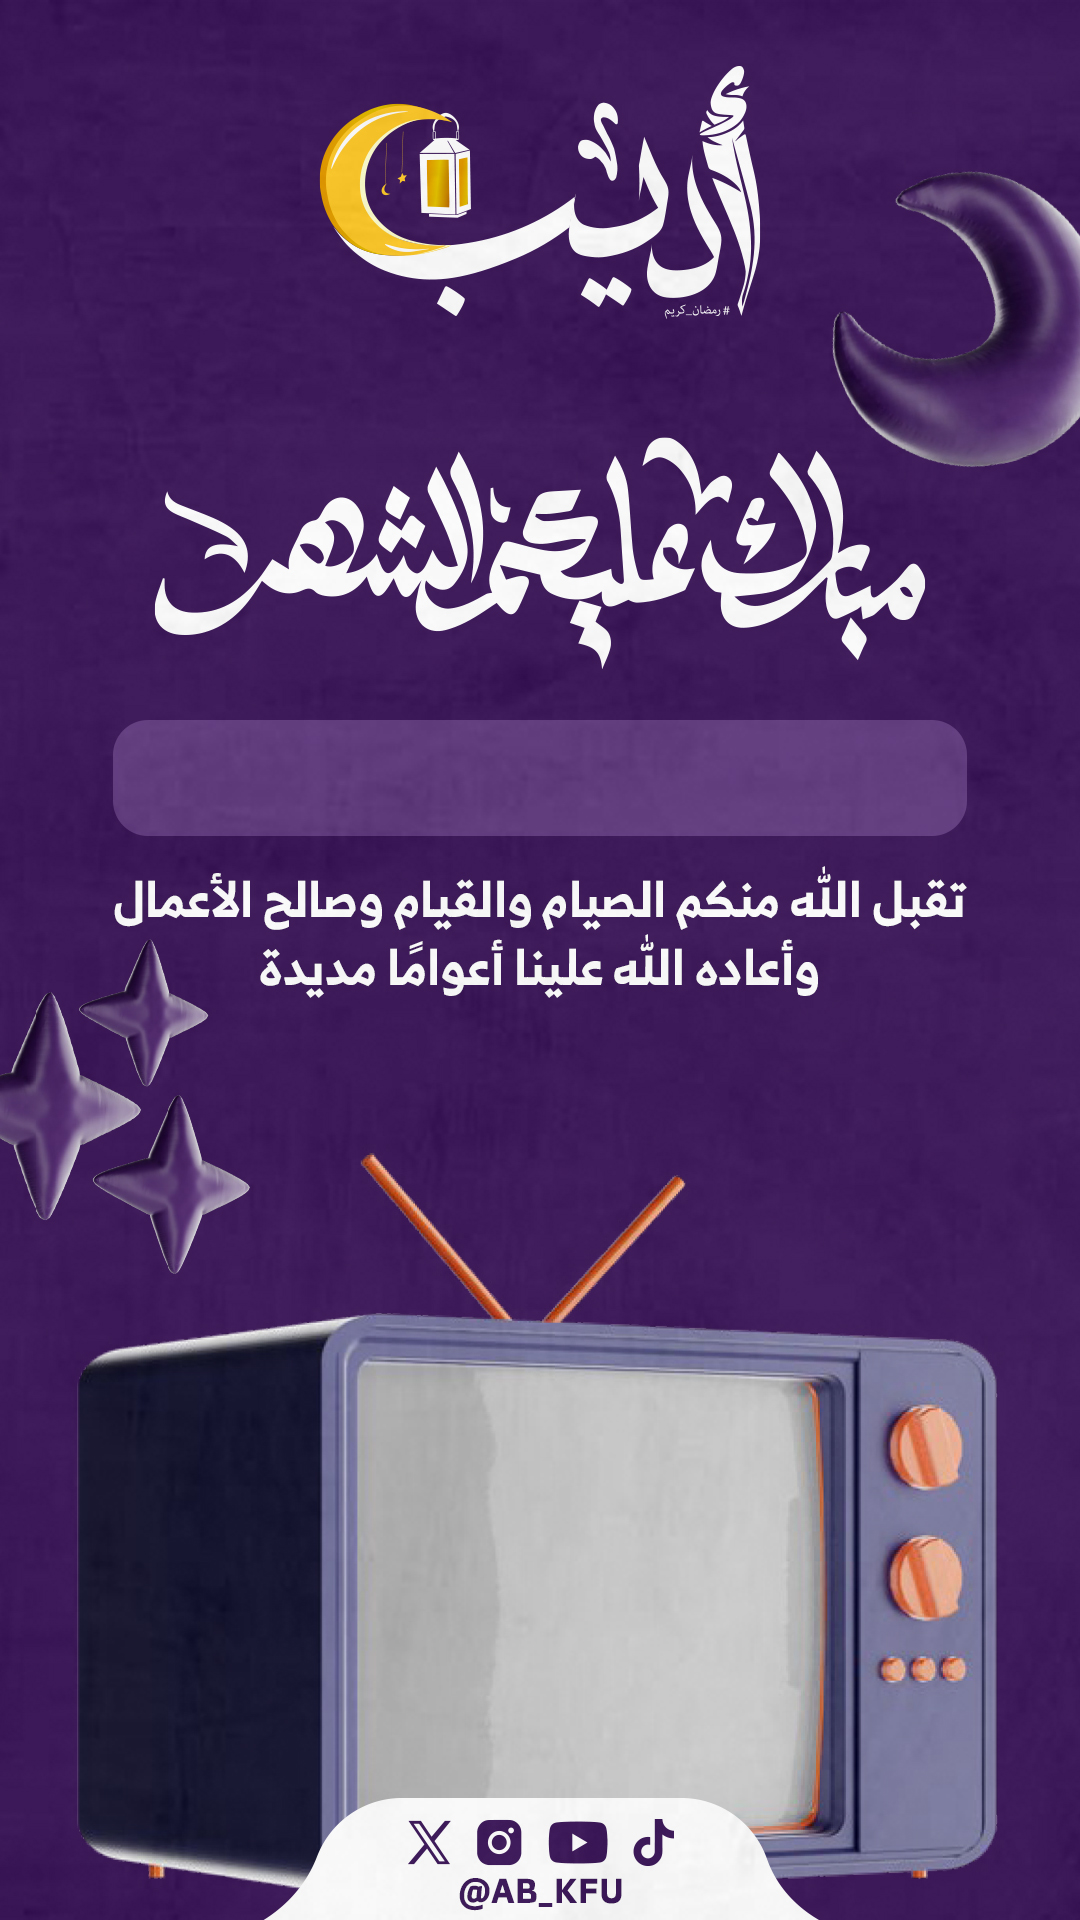 أريب
#رمضان_كريم
مبارك عليكم الشهر
تقبل الله منكم الصيام والقيام وصالح الأعمال
وأعاده الله علينا أعوامًا مديدة
@AB_KFU